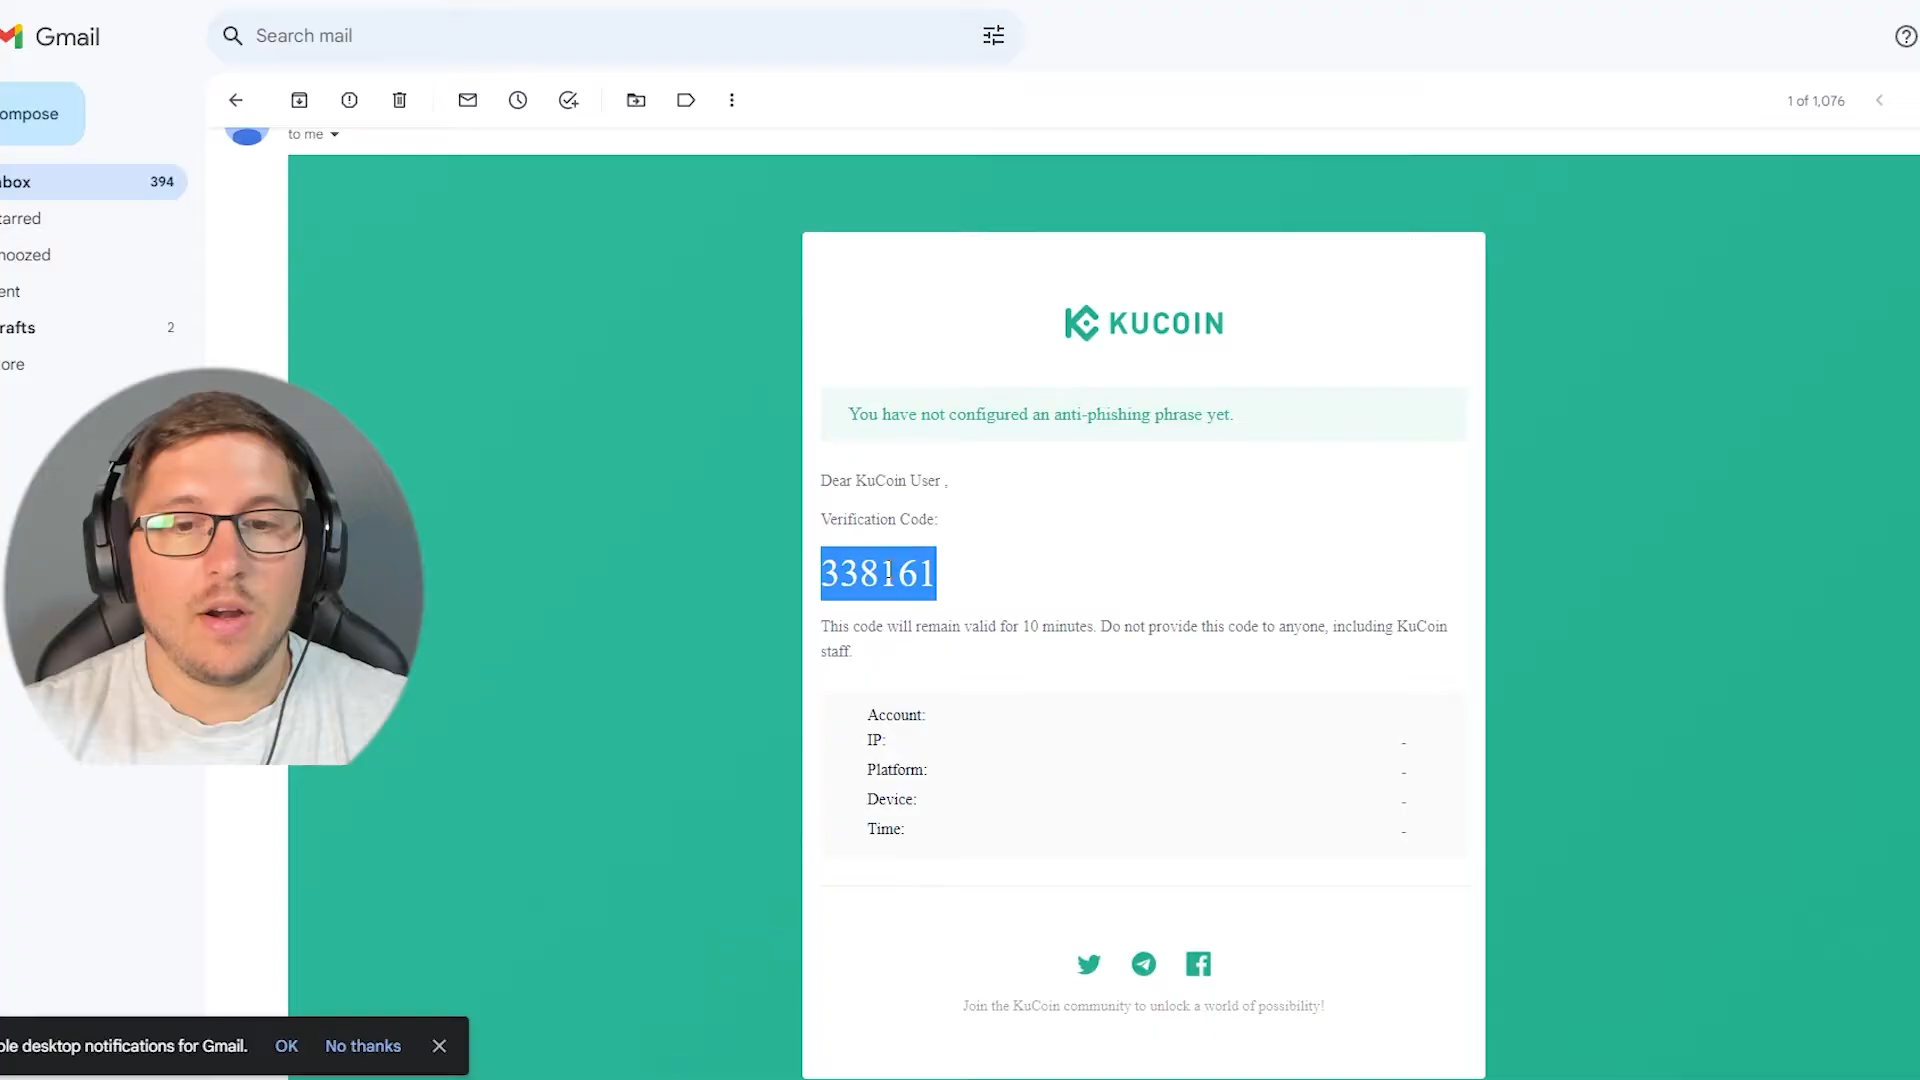 Gmail
Search mail
ompose
1 of 1,076
to me
nbox 394
tarred
noozed
ent
rafts 2
ore
KUCOIN
You have not configured an anti-phishing phrase yet.
Dear KuCoin User ,
Verification Code:
338161
This code will remain valid for 10 minutes. Do not provide this code to anyone, including KuCoin
staff.
Account:
IP: -
Platform: -
Device: -
Time: -
Join the KuCoin community to unlock a world of possibility!
ble desktop notifications for Gmail. OK No thanks